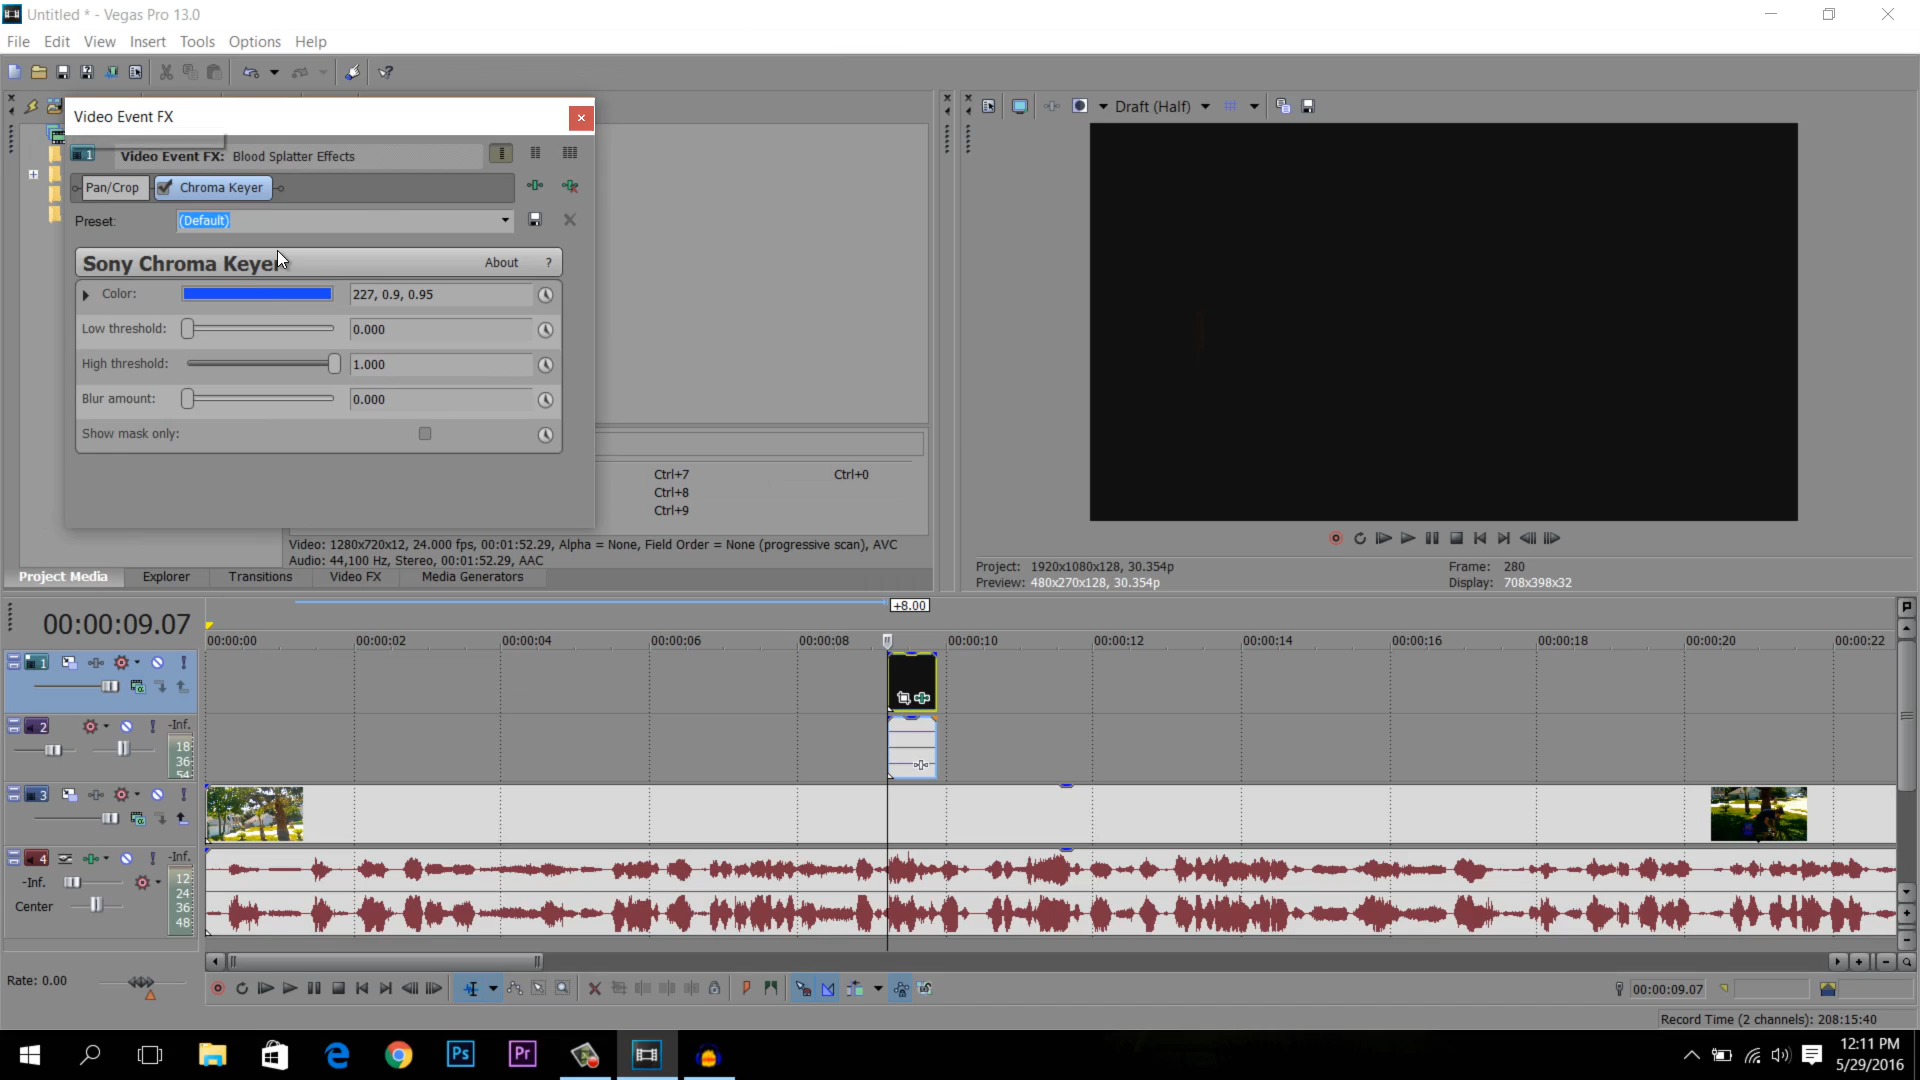 Untitled * - Vegas Pro 13.0
File Edit View Insert Tools Options Help
Video Event FX
1 Video Event FX: Blood Splatter Effects
Pan/Crop Chroma Keyer
Preset: (Default)
Sony Chroma Keyer About ?
Color: 227, 0.9, 0.95
Low threshold: 0.000
High threshold: 1.000
Blur amount: 0.000
Show mask only:
Draft (Half)
Ctrl+7 Ctrl+0
Ctrl+8
Ctrl+9
Video: 1280x720x12, 24.000 fps, 00:01:52.29, Alpha = None, Field Order = None (progressive scan), AVC
Audio: 44,100 Hz, Stereo, 00:01:52.29, AAC
Project Media Explorer Transitions Video FX Media Generators
Project: 1920x1080x128, 30.354p Frame: 280
Preview: 480x270x128, 30.354p Display: 708x398x32
+8.00
00:00:09.07
00:00:00 00:00:02 00:00:04 00:00:06 00:00:08 00:00:10 00:00:12 00:00:14 00:00:16 00:00:18 00:00:20 00:00:22
1
2 -Inf.
18
36
54
3
4 -Inf.
-Inf. 12
24
Center 36
48
Rate: 0.00
00:00:09.07
Record Time (2 channels): 208:15:40
Ps Pr
12:11 PM
5/29/2016